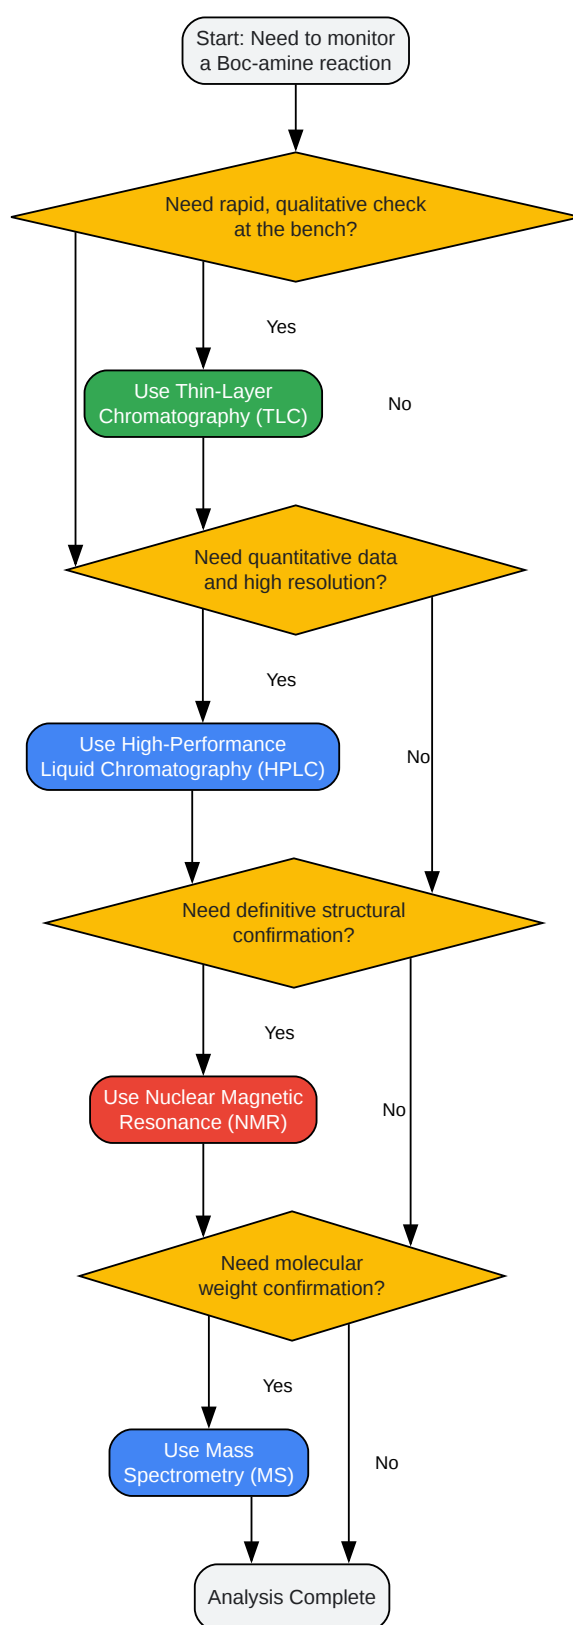 Start: Need to monitor
a Boc-amine reaction
Need rapid, qualitative check
at the bench?
Yes
Use Thin-Layer
Chromatography (TLC)
No
Need quantitative data
and high resolution?
Yes
Use High-Performance
Liquid Chromatography (HPLC)
No
Need definitive structural
confirmation?
Yes
Use Nuclear Magnetic
Resonance (NMR)
No
Need molecular
weight confirmation?
Yes
Use Mass
Spectrometry (MS)
No
Analysis Complete